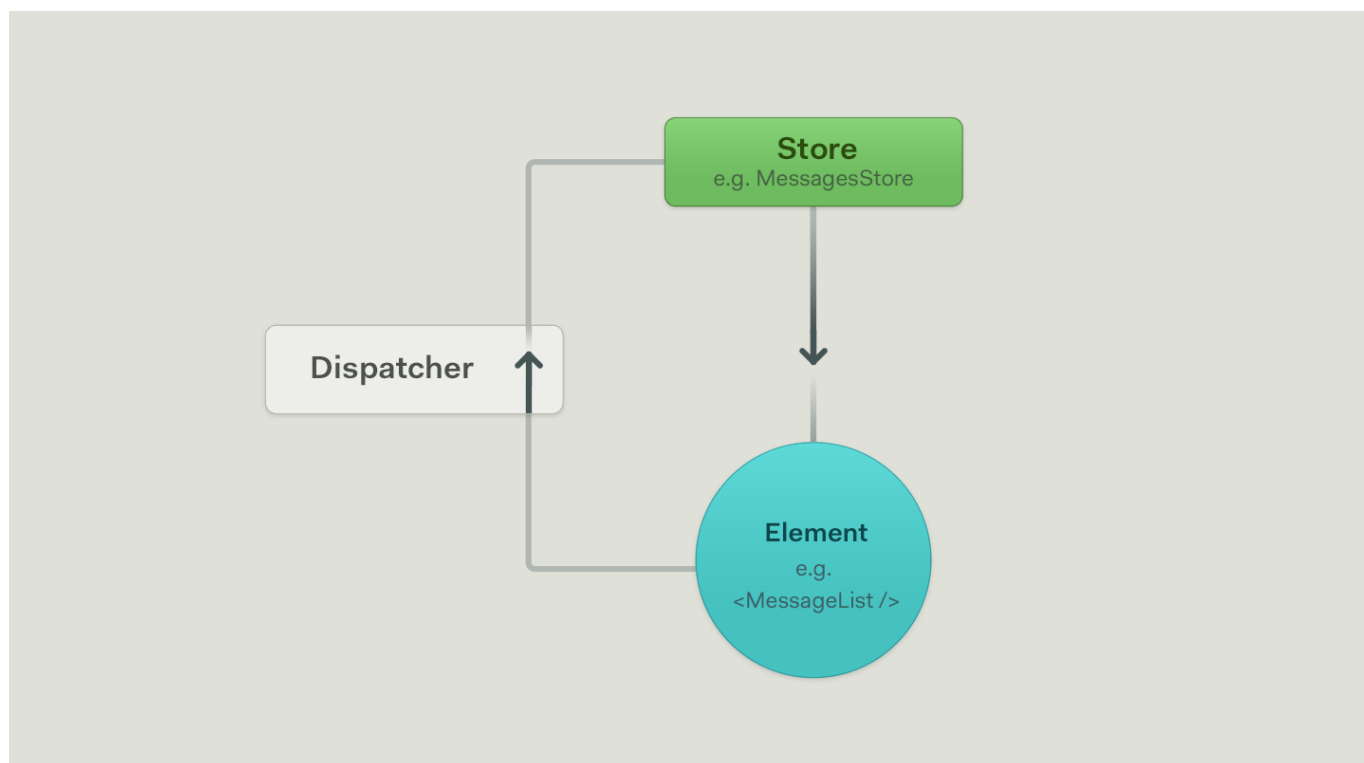 Store
e.g. MessagesStore
Dispatcher
Element
e.g.
<MessageList />